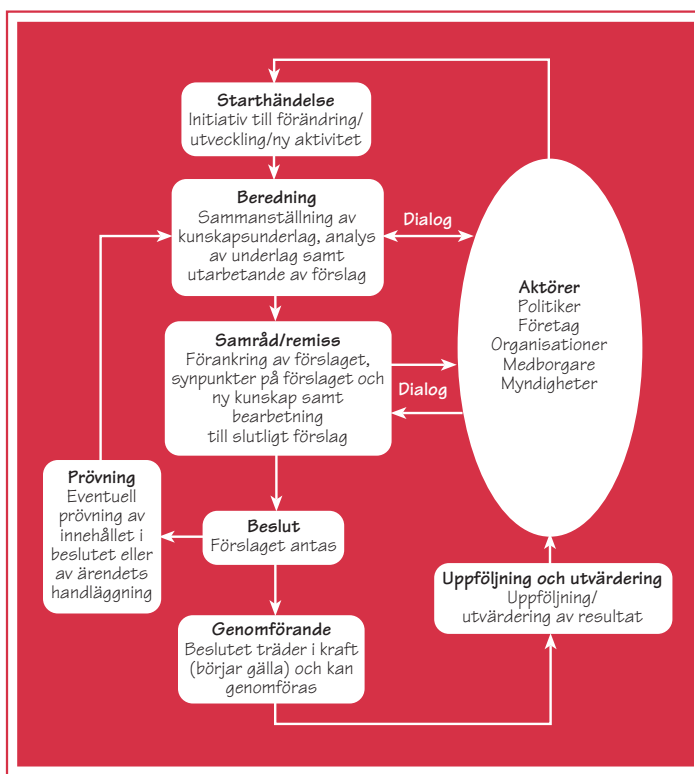 Starthändelse
Initiativ till förändring/
utveckling/ny aktivitet
Beredning
Sammanställning av
kunskapsunderlag, analys
av underlag samt
utarbetande av förslag
Dialog
Samråd/remiss
Förankring av förslaget,
synpunkter på förslaget och
ny kunskap samt
bearbetning
till slutligt förslag
Dialog
Aktörer
Politiker
Företag
Organisationer
Medborgare
Myndigheter
Prövning
Eventuell
prövning av
innehållet i
beslutet eller
av ärendets
handläggning
Beslut
Förslaget antas
Genomförande
Beslutet träder i kraft
(börjar gälla) och kan
genomföras
Uppföljning och utvärdering
Uppföljning/
utvärdering av resultat